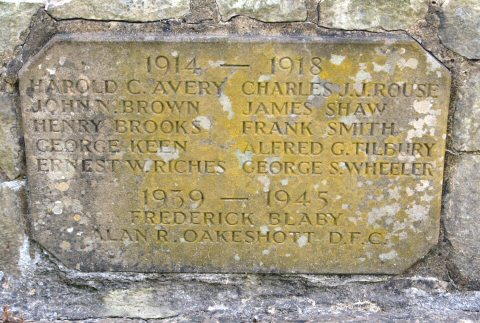 1914 — 1918
HAROLD C. AVERY CHARLES J.J. ROUSE
JOHN N. BROWN JAMES SHAW
HENRY BROOKS FRANK SMITH
GEORGE KEEN ALFRED G. TILBURY
ERNEST W. RICHES GEORGE S. WHEELER
1939 — 1945
FREDERICK BLABY
ALAN R. OAKESHOTT D.F.C.